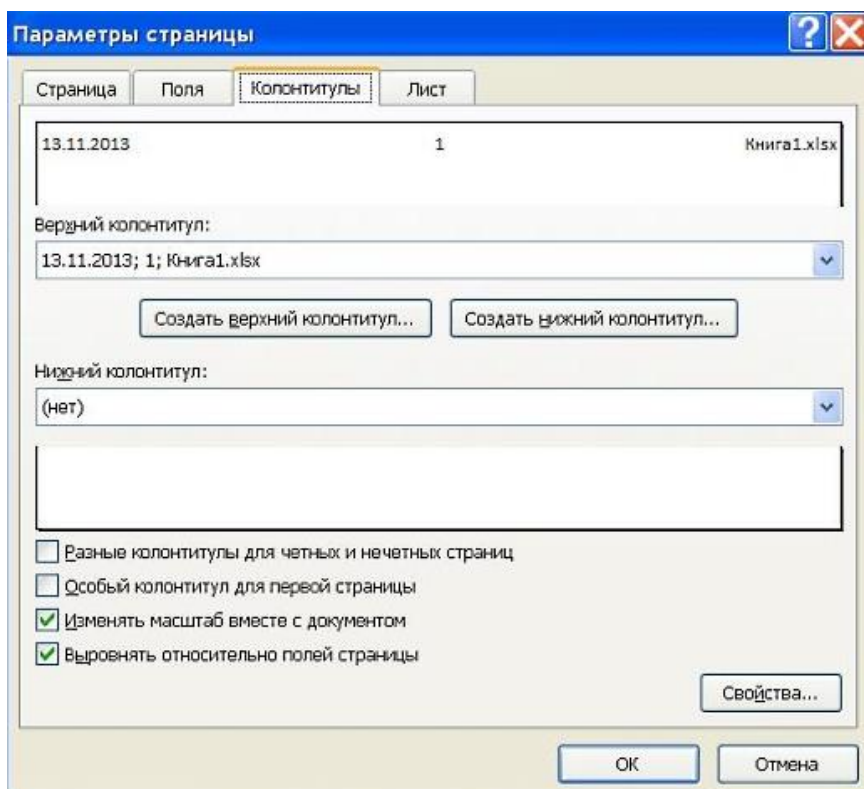 Параметры страницы
Страница Поля Колонтитулы Лист
13.11.2013 1 Книга1.xlsx
Верхний колонтитул:
13.11.2013; 1; Книга1.xlsx
Создать верхний колонтитул... Создать нижний колонтитул...
Нижний колонтитул:
(нет)
Разные колонтитулы для четных и нечетных страниц
Особый колонтитул для первой страницы
Изменять масштаб вместе с документом
Выровнять относительно полей страницы
Свойства...
ОК Отмена